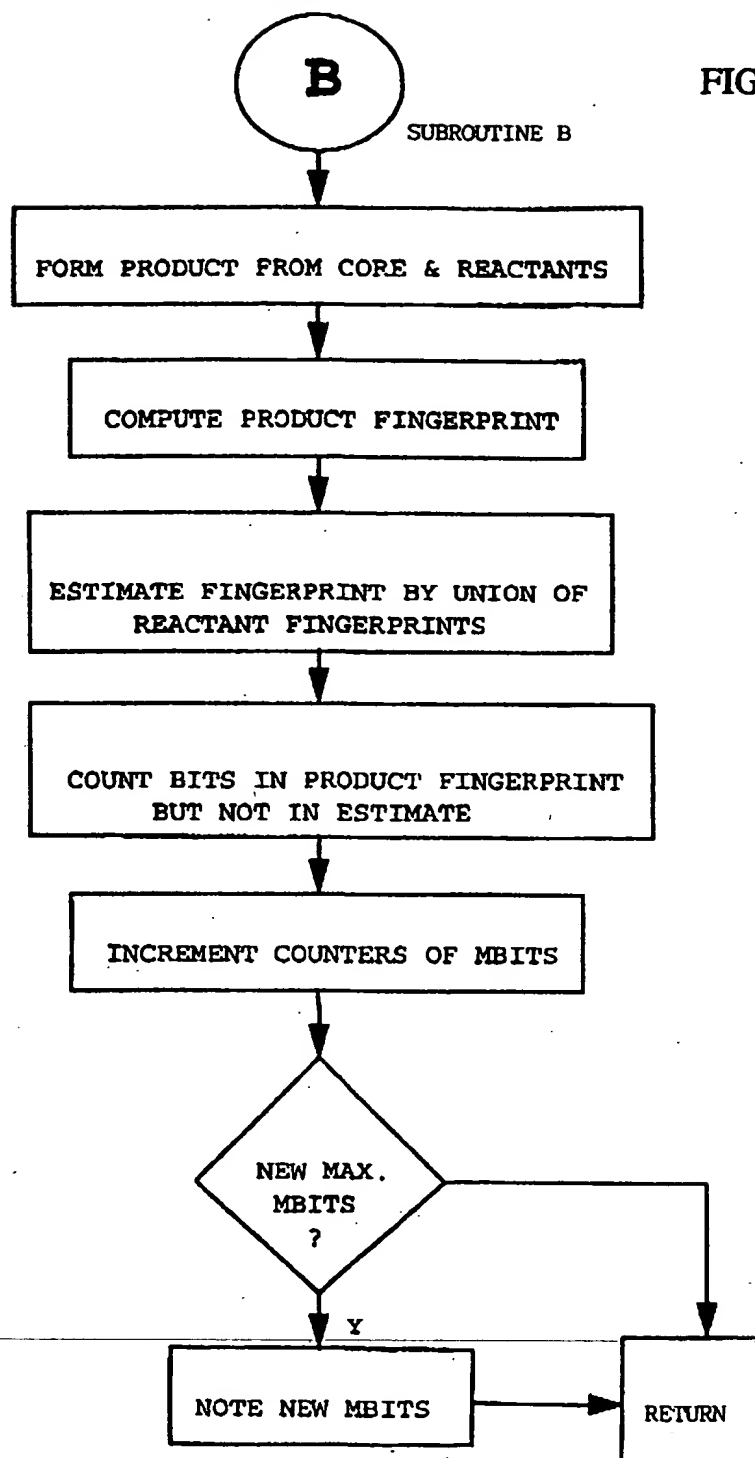 B
FIG
SUBROUTINE B
FORM PRODUCT FROM CORE & REACTANTS
COMPUTE PRODUCT FINGERPRINT
ESTIMATE FINGERPRINT BY UNION OF
REACTANT FINGERPRINTS
COUNT BITS IN PRODUCT FINGERPRINT
BUT NOT IN ESTIMATE
INCREMENT COUNTERS OF MBITS
NEW MAX.
MBITS
?
Y
NOTE NEW MBITS
RETURN